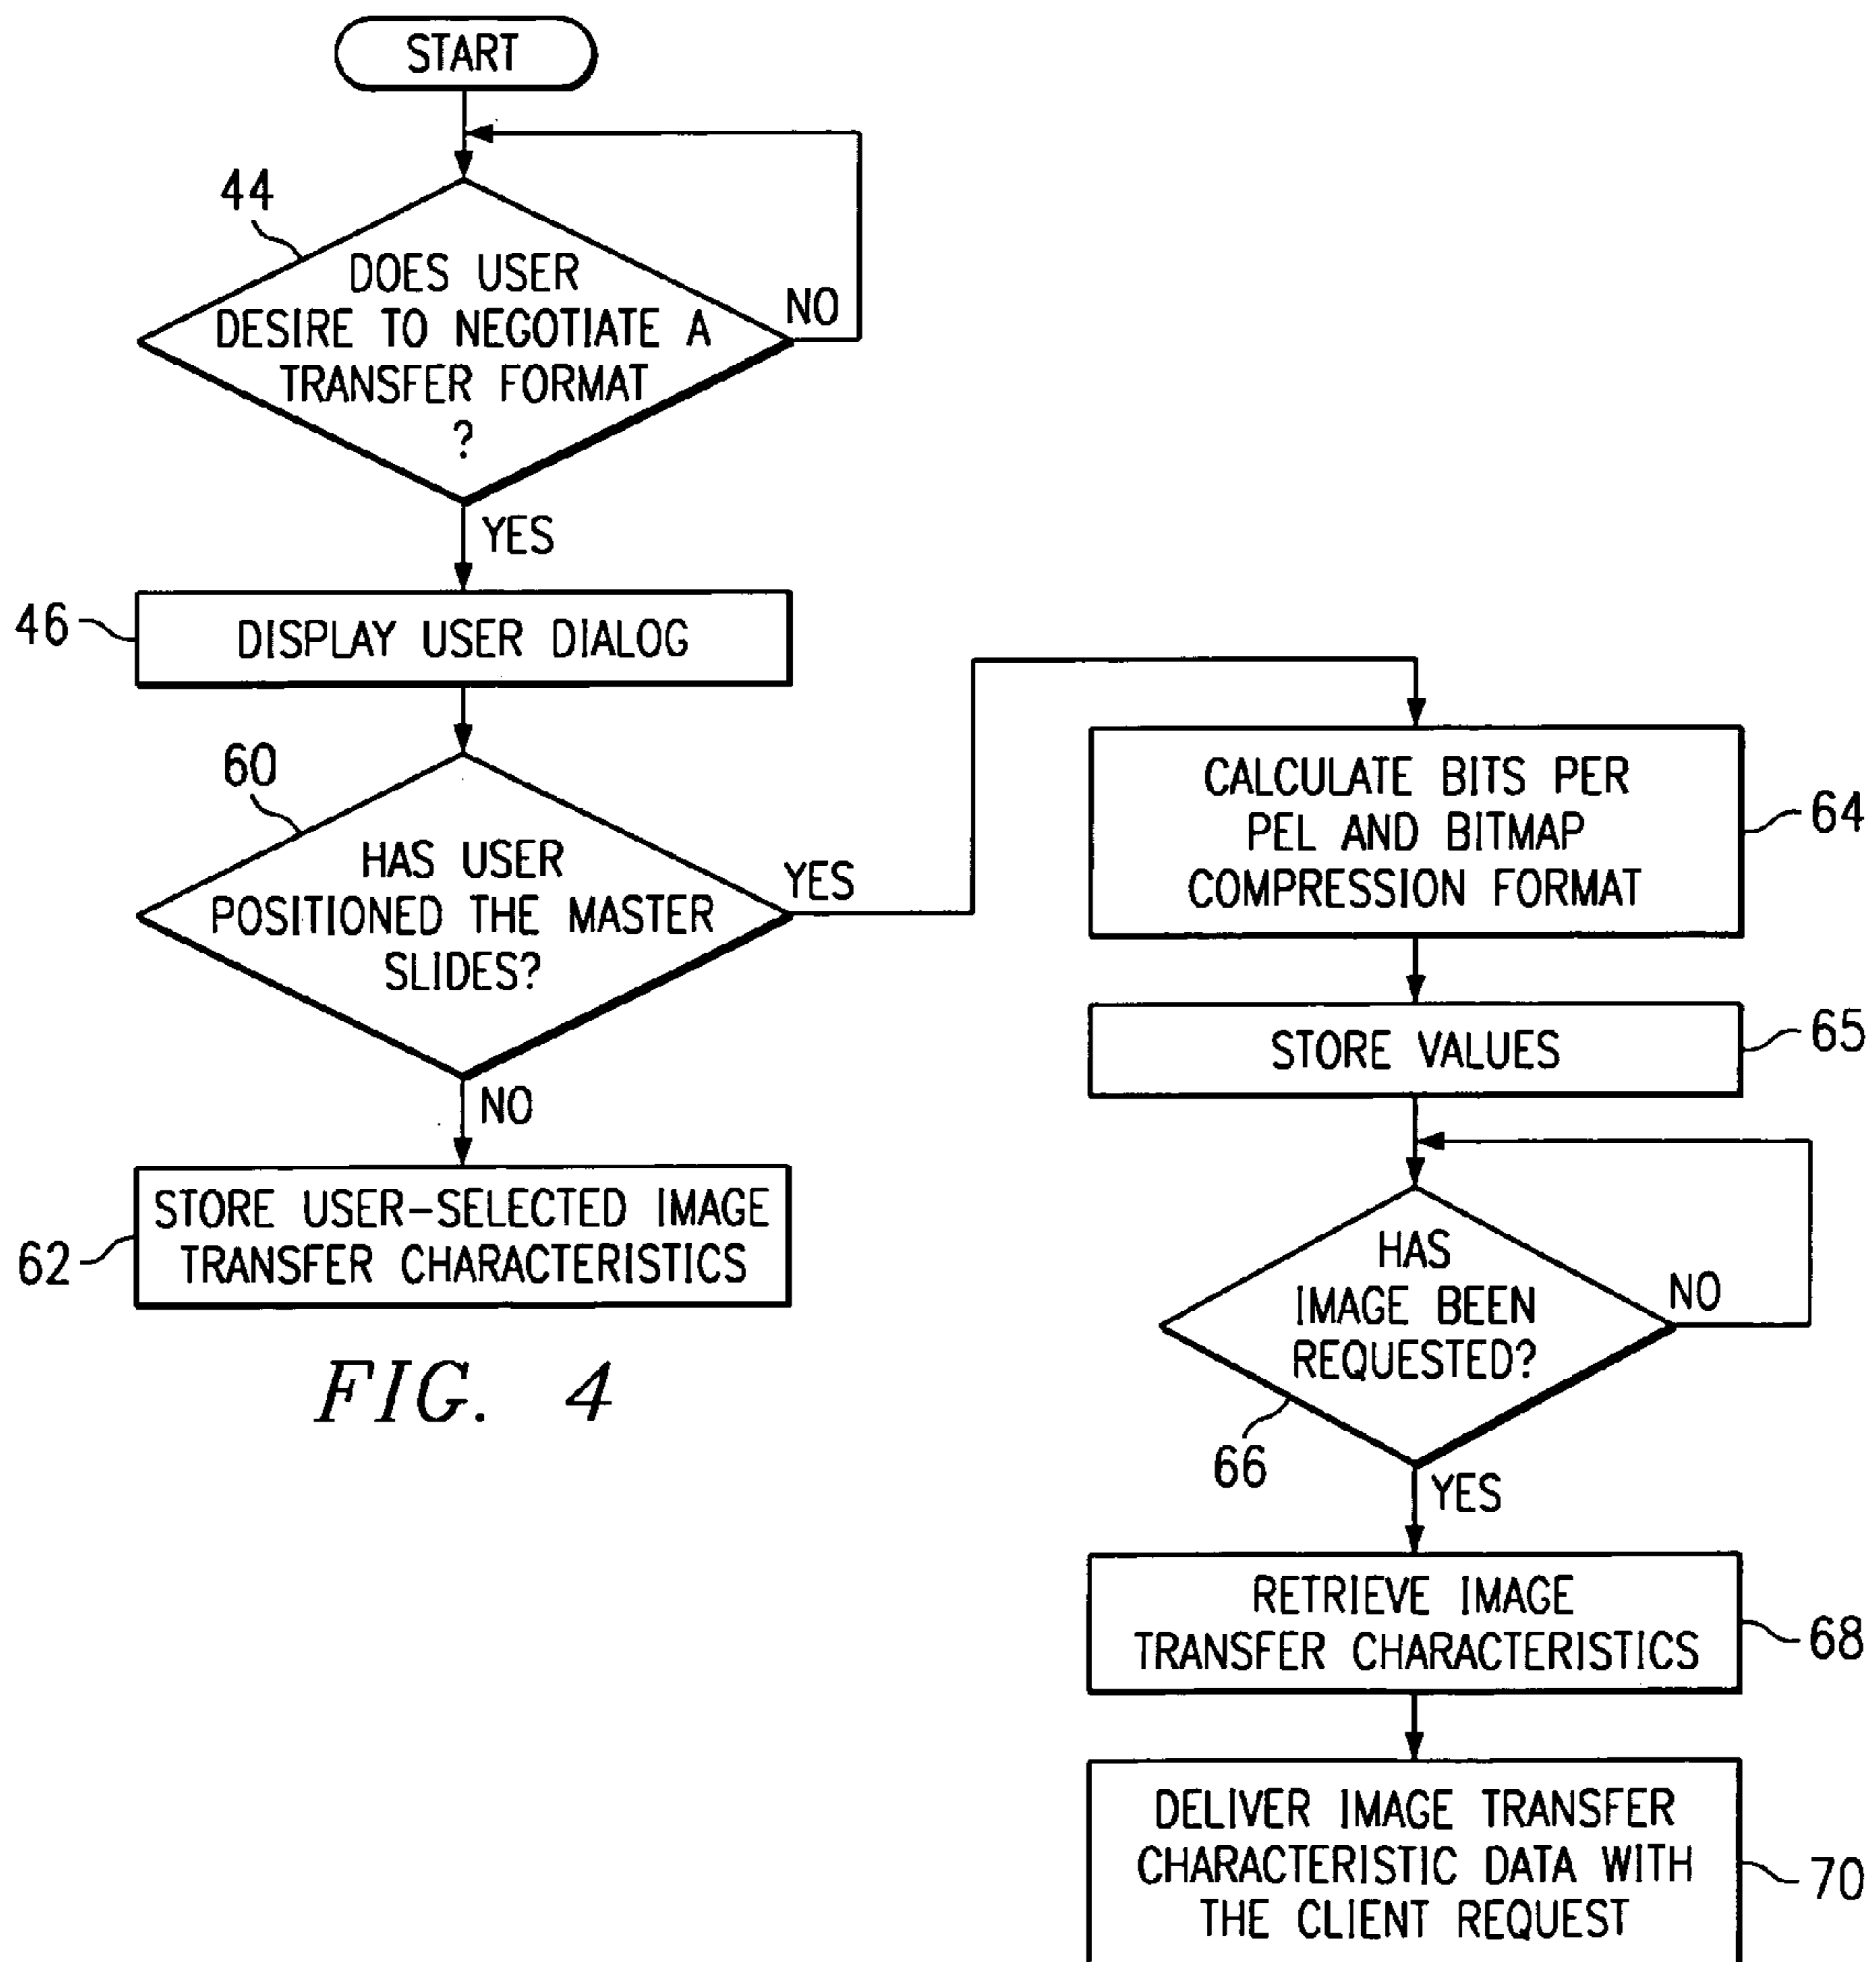 START
44
DOES USER
DESIRE TO NEGOTIATE A
TRANSFER FORMAT
?
NO
YES
46
DISPLAY USER DIALOG
60
HAS USER
POSITIONED THE MASTER
SLIDES?
YES
NO
STORE USER-SELECTED IMAGE
TRANSFER CHARACTERISTICS
62
FIG. 4
CALCULATE BITS PER
PEL AND BITMAP
COMPRESSION FORMAT
64
STORE VALUES
65
HAS
IMAGE BEEN
REQUESTED?
NO
66
YES
RETRIEVE IMAGE
TRANSFER CHARACTERISTICS
68
DELIVER IMAGE TRANSFER
CHARACTERISTIC DATA WITH
THE CLIENT REQUEST
70